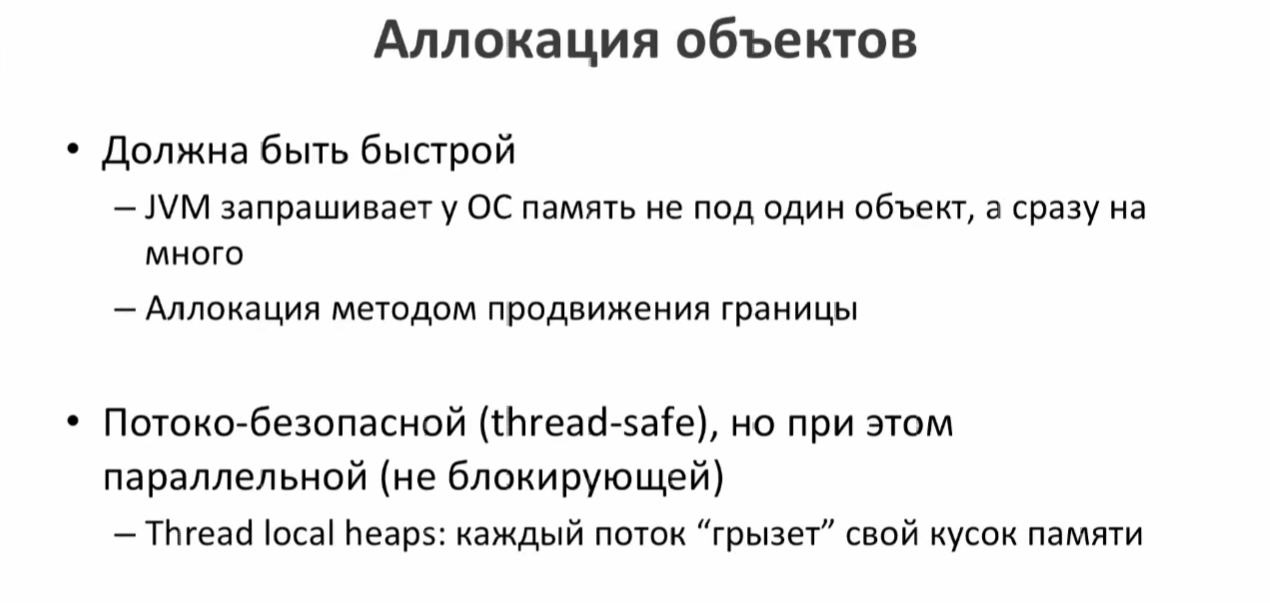 Аллокация объектов
• Должна быть быстрой
– JVM запрашивает у ОС память не под один объект, а сразу на
много
– Аллокация методом продвижения границы
• Потоко-безопасной (thread-safe), но при этом
параллельной (не блокирующей)
– Thread local heaps: каждый поток “грызет” свой кусок памяти